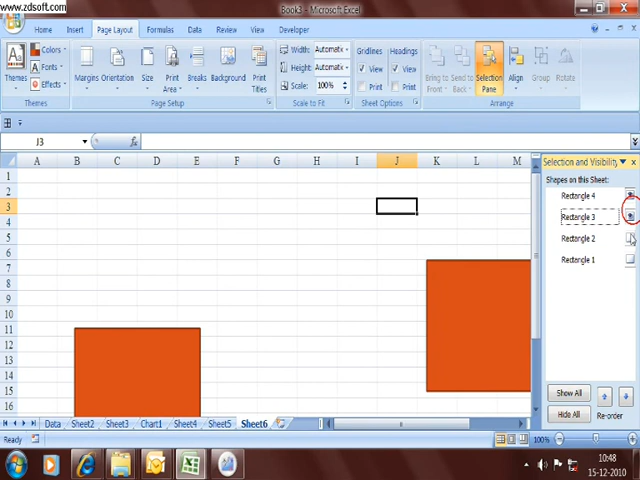 www.zdsoft.com
Book3 - Microsoft Excel
Home Insert Page Layout Formulas Data Review View Developer
Colors
Fonts
Effects
Themes
Margins Orientation Size Print Area Breaks Background Print Titles
Width: Automatic
Height: Automatic
Scale: 100%
Gridlines Headings
View View
Print Print
Bring to Front Send to Back Selection Pane Align Group Rotate
Themes Page Setup Scale to Fit Sheet Options Arrange
J3 fx
A B C D E F G H I J K L M
1
2
3
4
5
6
7
8
9
10
11
12
13
14
15
16
Selection and Visibility
Shapes on this Sheet:
Rectangle 4
Rectangle 3
Rectangle 2
Rectangle 1
Show All
Hide All Re-order
Data Sheet2 Sheet3 Chart1 Sheet4 Sheet5 Sheet6
Ready 100%
10:48
15-12-2010